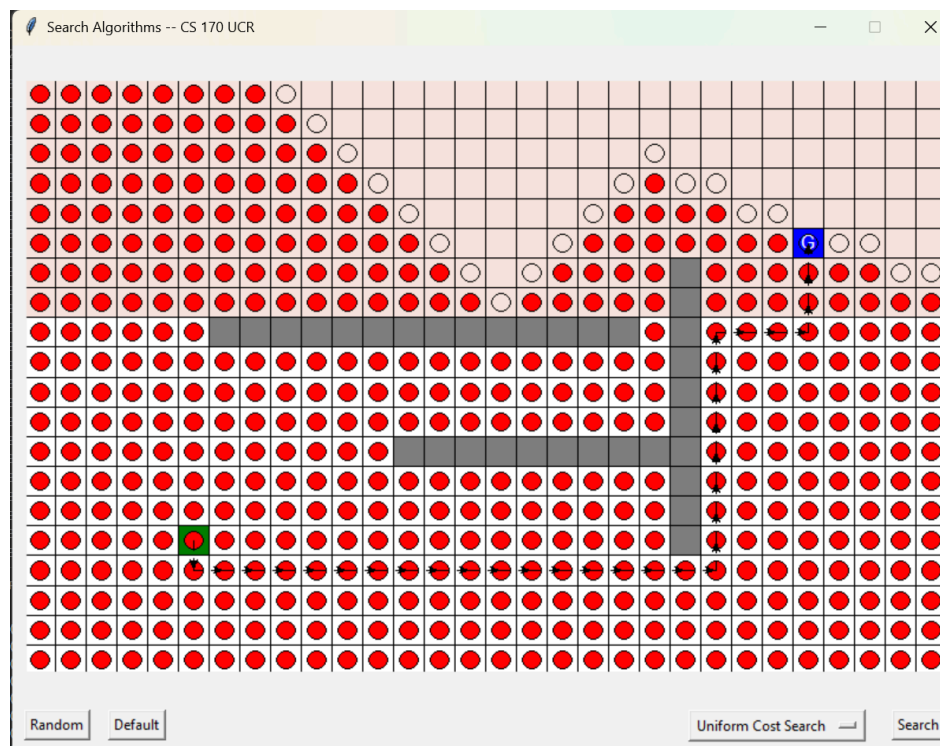 Search Algorithms -- CS 170 UCR
G
Random
Default
Uniform Cost Search
Search